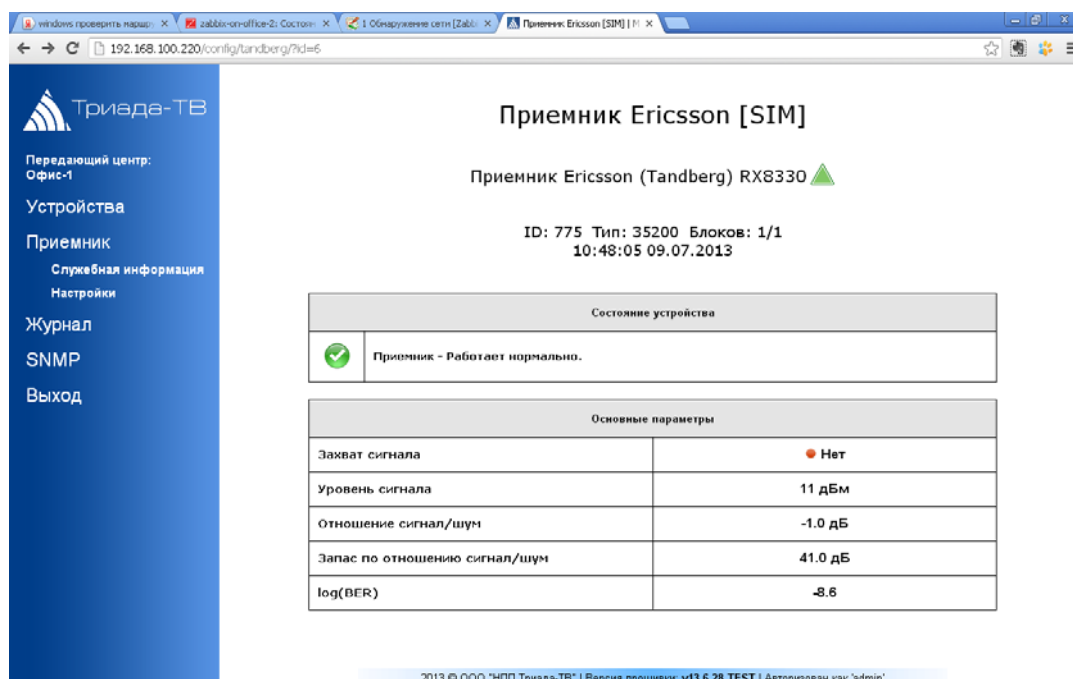 windows проверить маршр
zabbix-on-office-2: Состоян
1 Обнаружение сети [Zabbi
Приемник Ericsson [SIM] | М
192.168.100.220/config/tandberg/?id=6
Триада-ТВ
Передающий центр:
Офис-1
Устройства
Приемник
Служебная информация
Настройки
Журнал
SNMP
Выход
Приемник Ericsson [SIM]
Приемник Ericsson (Tandberg) RX8330
ID: 775 Тип: 35200 Блоков: 1/1
10:48:05 09.07.2013
Состояние устройства
Приемник - Работает нормально.
Основные параметры
Захват сигнала Нет
Уровень сигнала 11 дБм
Отношение сигнал/шум -1.0 дБ
Запас по отношению сигнал/шум 41.0 дБ
log(BER) -8.6
2013 © ООО "НПП Триада-ТВ" | Версия прошивки: v13.6.28 TEST | Авторизован как 'admin'